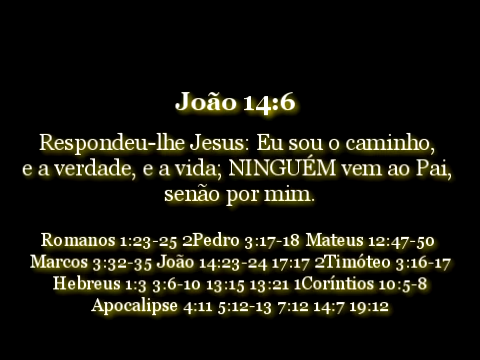 João 14:6
Respondeu-lhe Jesus: Eu sou o caminho,
e a verdade, e a vida; NINGUÉM vem ao Pai,
senão por mim.
Romanos 1:23-25 2Pedro 3:17-18 Mateus 12:47-50
Marcos 3:32-35 João 14:23-24 17:17 2Timóteo 3:16-17
Hebreus 1:3 3:6-10 13:15 13:21 1Coríntios 10:5-8
Apocalipse 4:11 5:12-13 7:12 14:7 19:12